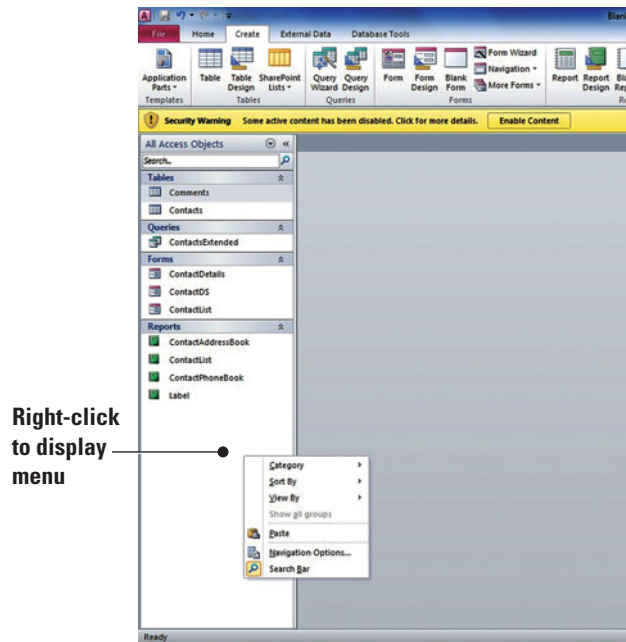 Blank
File Home Create External Data Database Tools
Application Parts Table Table Design SharePoint Lists Query Wizard Query Design Form Form Design Blank Form Form Wizard Navigation More Forms Report Report Design
Templates Tables Queries Forms
Security Warning Some active content has been disabled. Click for more details. Enable Content
All Access Objects
Search...
Tables
Comments
Contacts
Queries
ContactsExtended
Forms
ContactDetails
ContactDS
ContactList
Reports
ContactAddressBook
ContactList
ContactPhoneBook
Label
Right-click
to display
menu
Category
Sort By
View By
Show all groups
Paste
Navigation Options...
Search Bar
Ready